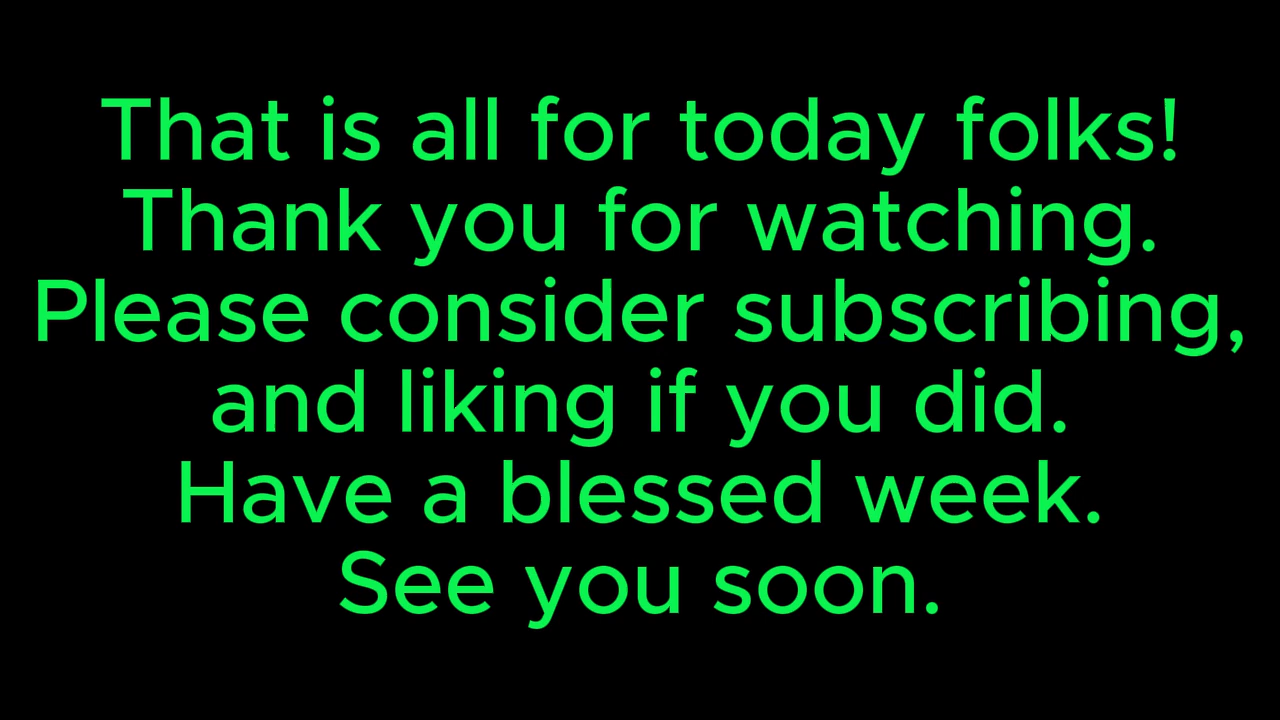 That is all for today folks!
Thank you for watching.
Please consider subscribing,
and liking if you did.
Have a blessed week.
See you soon.